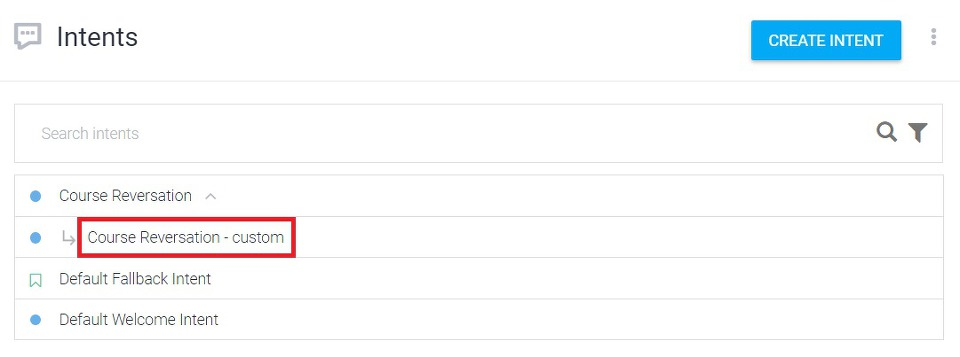 Intents
CREATE INTENT
Search intents
Course Reversation
Course Reversation - custom
Default Fallback Intent
Default Welcome Intent